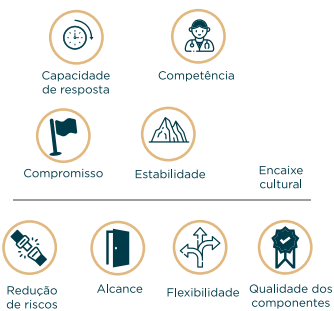 Capacidade
de resposta
Competência
Compromisso
Estabilidade
Encaixe
cultural
Redução
de riscos
Alcance
Flexibilidade
Qualidade dos
componentes